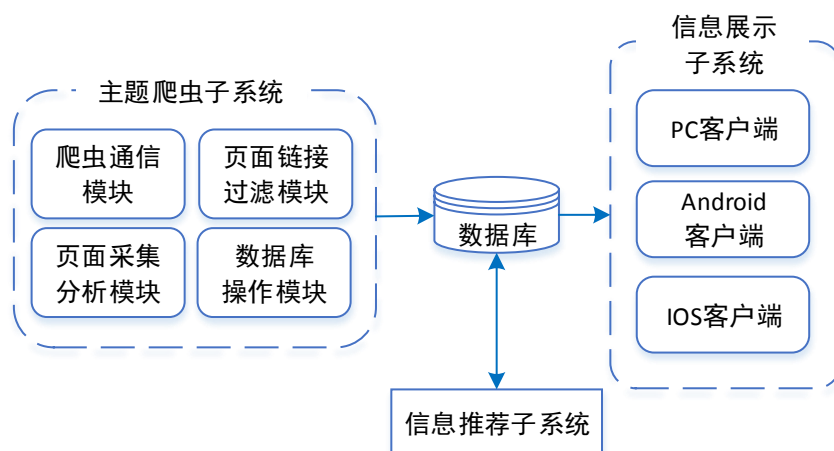 主题爬虫子系统
爬虫通信
模块
页面链接
过滤模块
页面采集
分析模块
数据库
操作模块
数据库
信息推荐子系统
信息展示
子系统
PC客户端
Android
客户端
IOS客户端